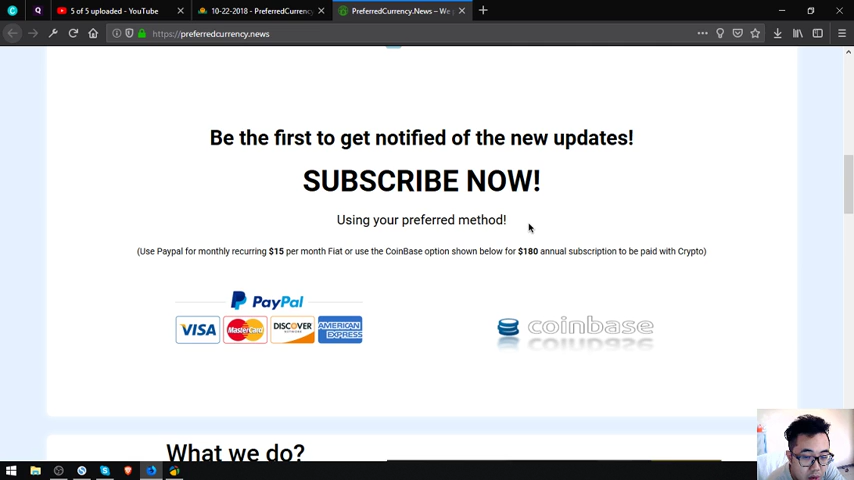 5 of 5 uploaded - YouTube
10-22-2018 - PreferredCurrency.
PreferredCurrency.News – We
https://preferredcurrency.news
Be the first to get notified of the new updates!
SUBSCRIBE NOW!
Using your preferred method!
(Use Paypal for monthly recurring $15 per month Fiat or use the CoinBase option shown below for $180 annual subscription to be paid with Crypto)
PayPal
VISA MasterCard DISCOVER AMERICAN EXPRESS
coinbase
What we do?